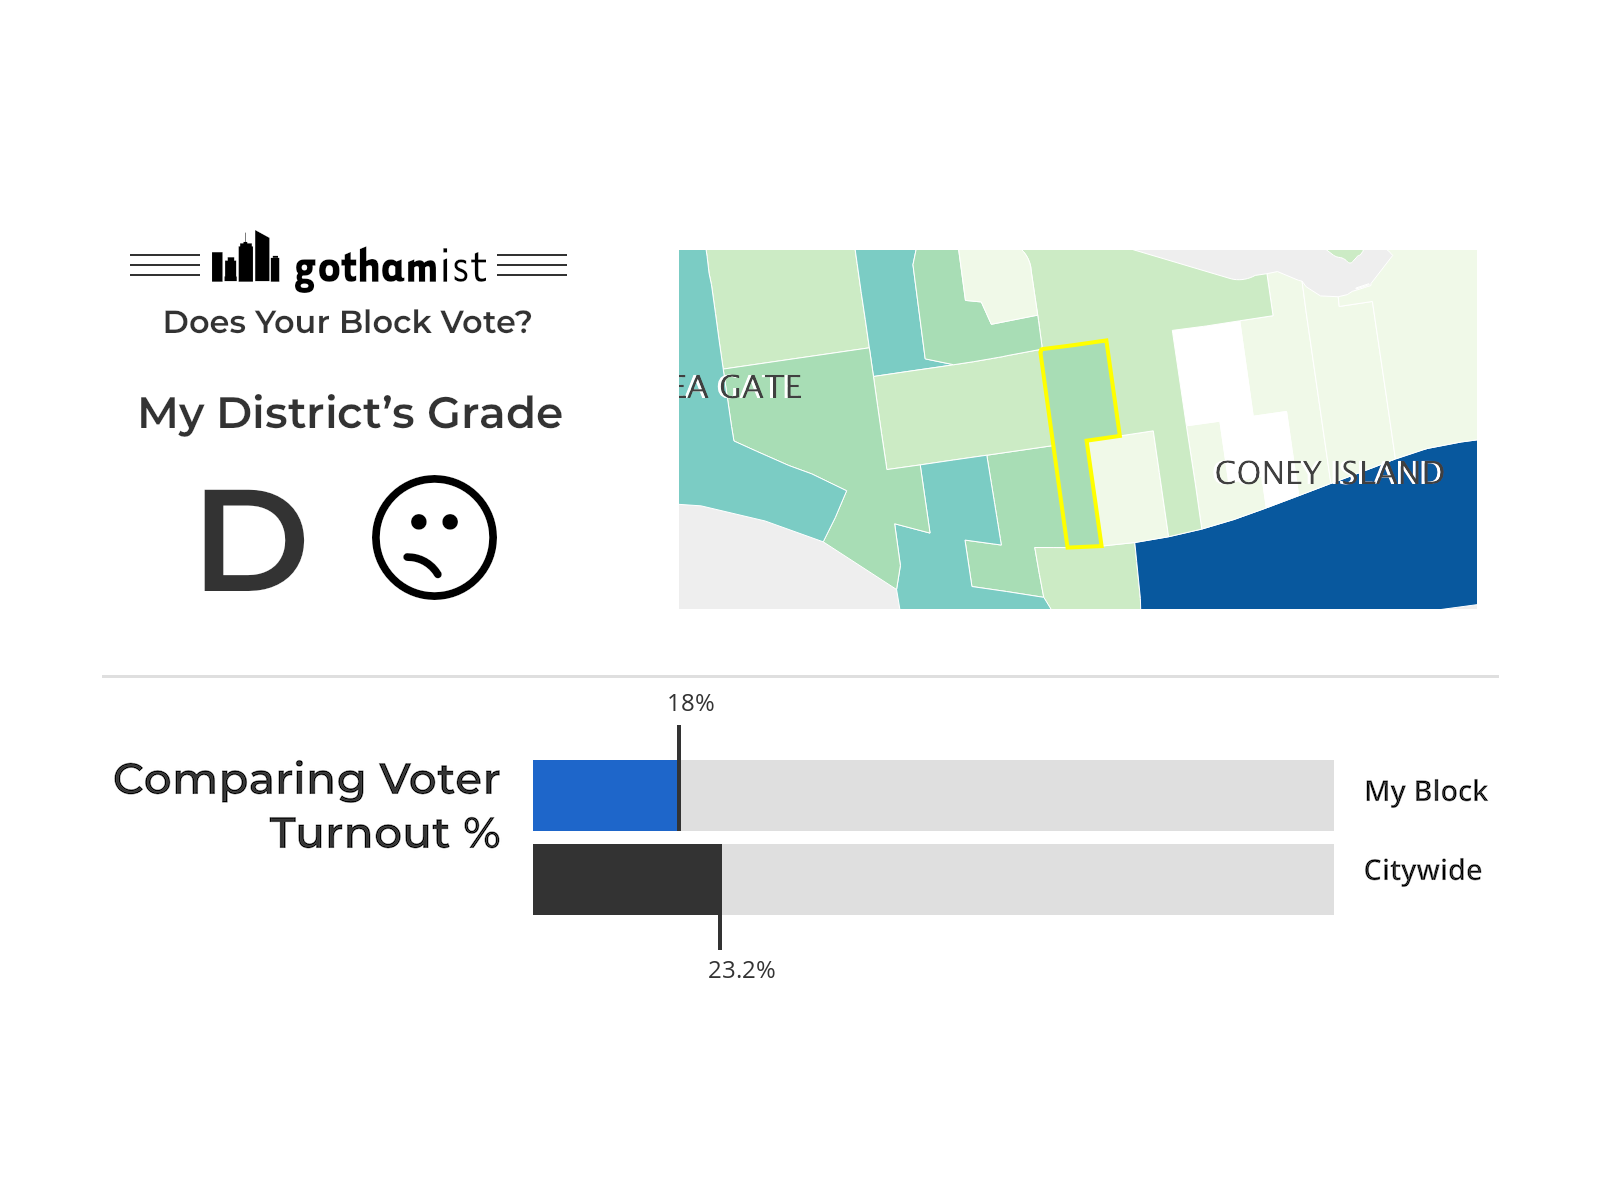 gothamist
Does Your Block Vote?
My District's Grade
D
EA GATE
CONEY ISLAND
18%
Comparing Voter
Turnout %
My Block
Citywide
23.2%